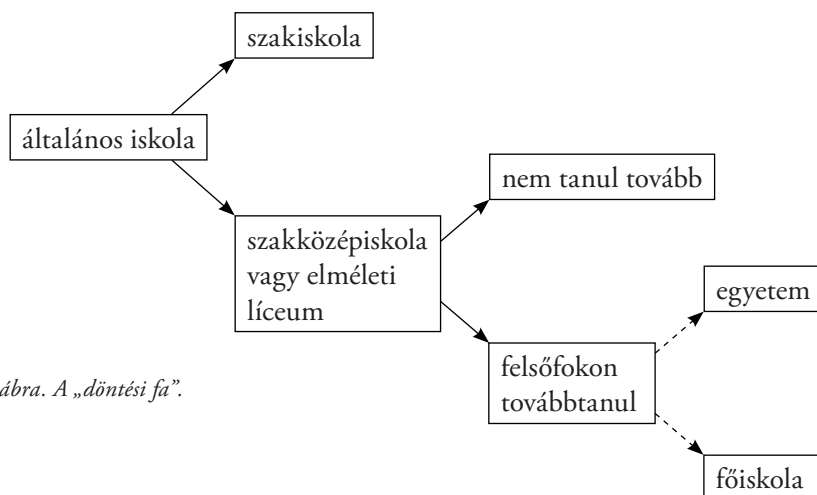 szakiskola
általános iskola
nem tanul tovább
szakközépiskola
vagy elméleti
líceum
egyetem
felsőfokon
továbbtanul
ábra. A „döntési fa”.
főiskola